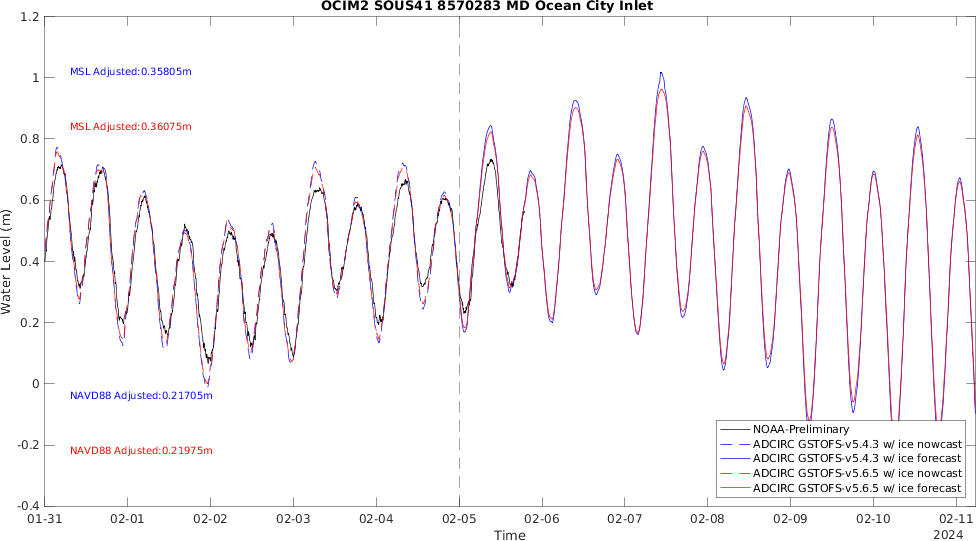 OCIM2 SOUS41 8570283 MD Ocean City Inlet
1.2
1
0.8
0.6
0.4
0.2
0
-0.2
-0.4
Water Level (m)
MSL Adjusted:0.35805m
MSL Adjusted:0.36075m
NAVD88 Adjusted:0.21705m
NAVD88 Adjusted:0.21975m
NOAA-Preliminary
ADCIRC GSTOFS-v5.4.3 w/ ice nowcast
ADCIRC GSTOFS-v5.4.3 w/ ice forecast
ADCIRC GSTOFS-v5.6.5 w/ ice nowcast
ADCIRC GSTOFS-v5.6.5 w/ ice forecast
01-31 02-01 02-02 02-03 02-04 02-05 02-06 02-07 02-08 02-09 02-10 02-11
Time
2024